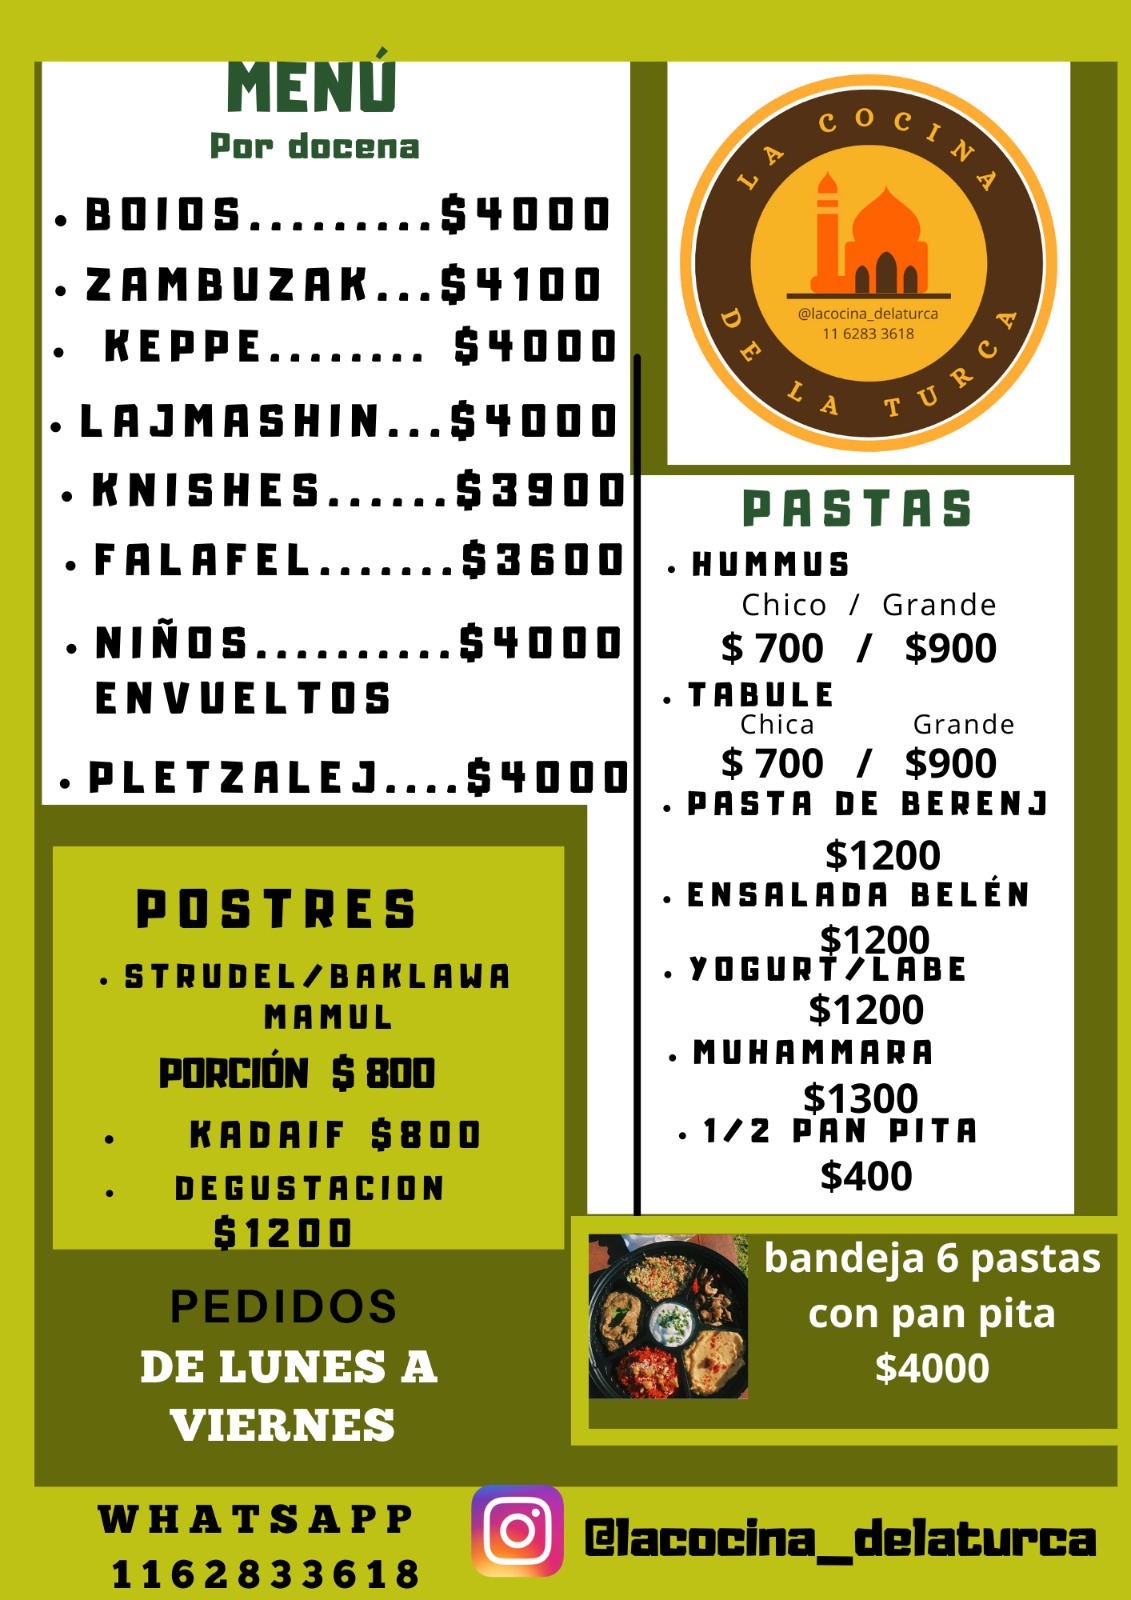 MENÚ
Por docena
• BOIOS.........$4000
• ZAMBUZAK...$4100
• KEPPE........ $4000
• LAJMASHIN...$4000
• KNISHES......$3900
• FALAFEL.......$3600
• NIÑOS..........$4000
ENVUELTOS
• PLETZALEJ....$4000
LA COCINA
DE LA TURCA
@lacocina_delaturca
11 6283 3618
PASTAS
• HUMMUS
Chico / Grande
$ 700 / $900
• TABULE
Chica Grande
$ 700 / $900
• PASTA DE BERENJ
$1200
• ENSALADA BELÉN
$1200
• YOGURT/LABE
$1200
• MUHAMMARA
$1300
• 1/2 PAN PITA
$400
POSTRES
• STRUDEL/BAKLAWA
MAMUL
PORCIÓN $ 800
• KADAIF $800
• DEGUSTACION
$1200
bandeja 6 pastas
con pan pita
$4000
PEDIDOS
DE LUNES A
VIERNES
WHATSAPP
1162833618
@lacocina_delaturca